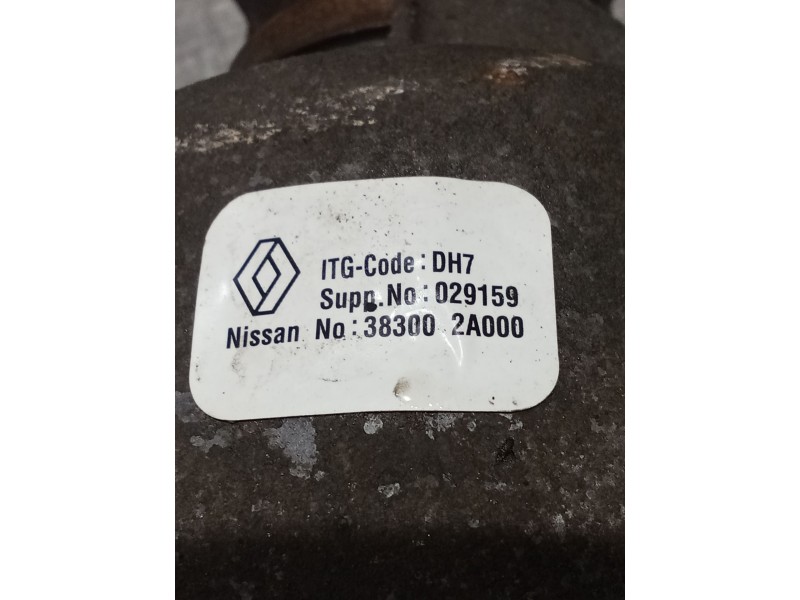 ITG-Code: DH7
Supp.No: 029159
Nissan No: 38300 2A000